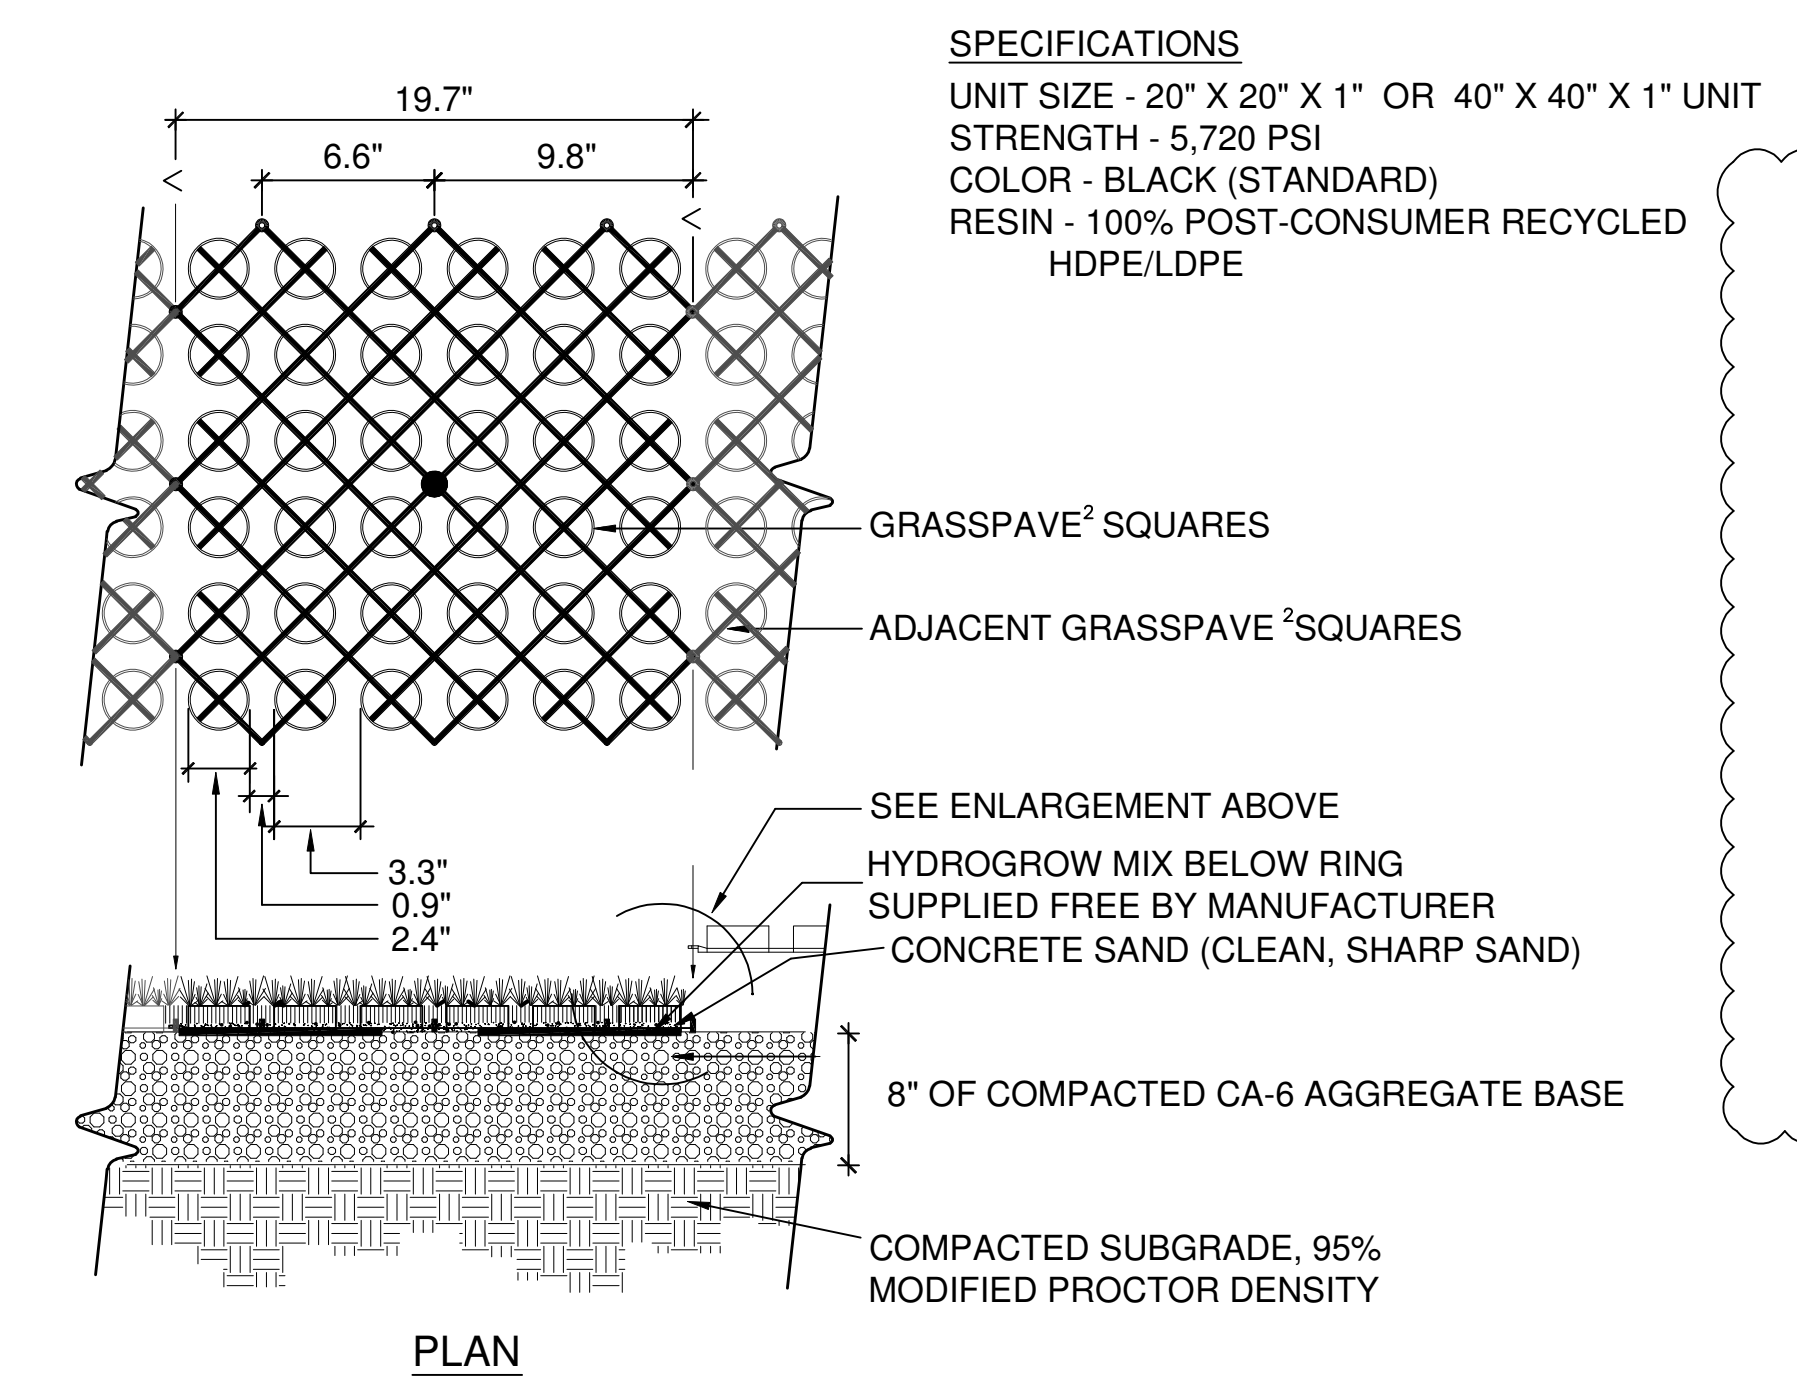 SPECIFICATIONS
UNIT SIZE - 20" X 20" X 1" OR 40" X 40" X 1" UNIT
STRENGTH - 5,720 PSI
COLOR - BLACK (STANDARD)
RESIN - 100% POST-CONSUMER RECYCLED
HDPE/LDPE
19.7"
6.6" 9.8"
GRASSPAVE² SQUARES
ADJACENT GRASSPAVE ²SQUARES
3.3"
0.9"
2.4"
SEE ENLARGEMENT ABOVE
HYDROGROW MIX BELOW RING
SUPPLIED FREE BY MANUFACTURER
CONCRETE SAND (CLEAN, SHARP SAND)
8" OF COMPACTED CA-6 AGGREGATE BASE
COMPACTED SUBGRADE, 95%
MODIFIED PROCTOR DENSITY
PLAN